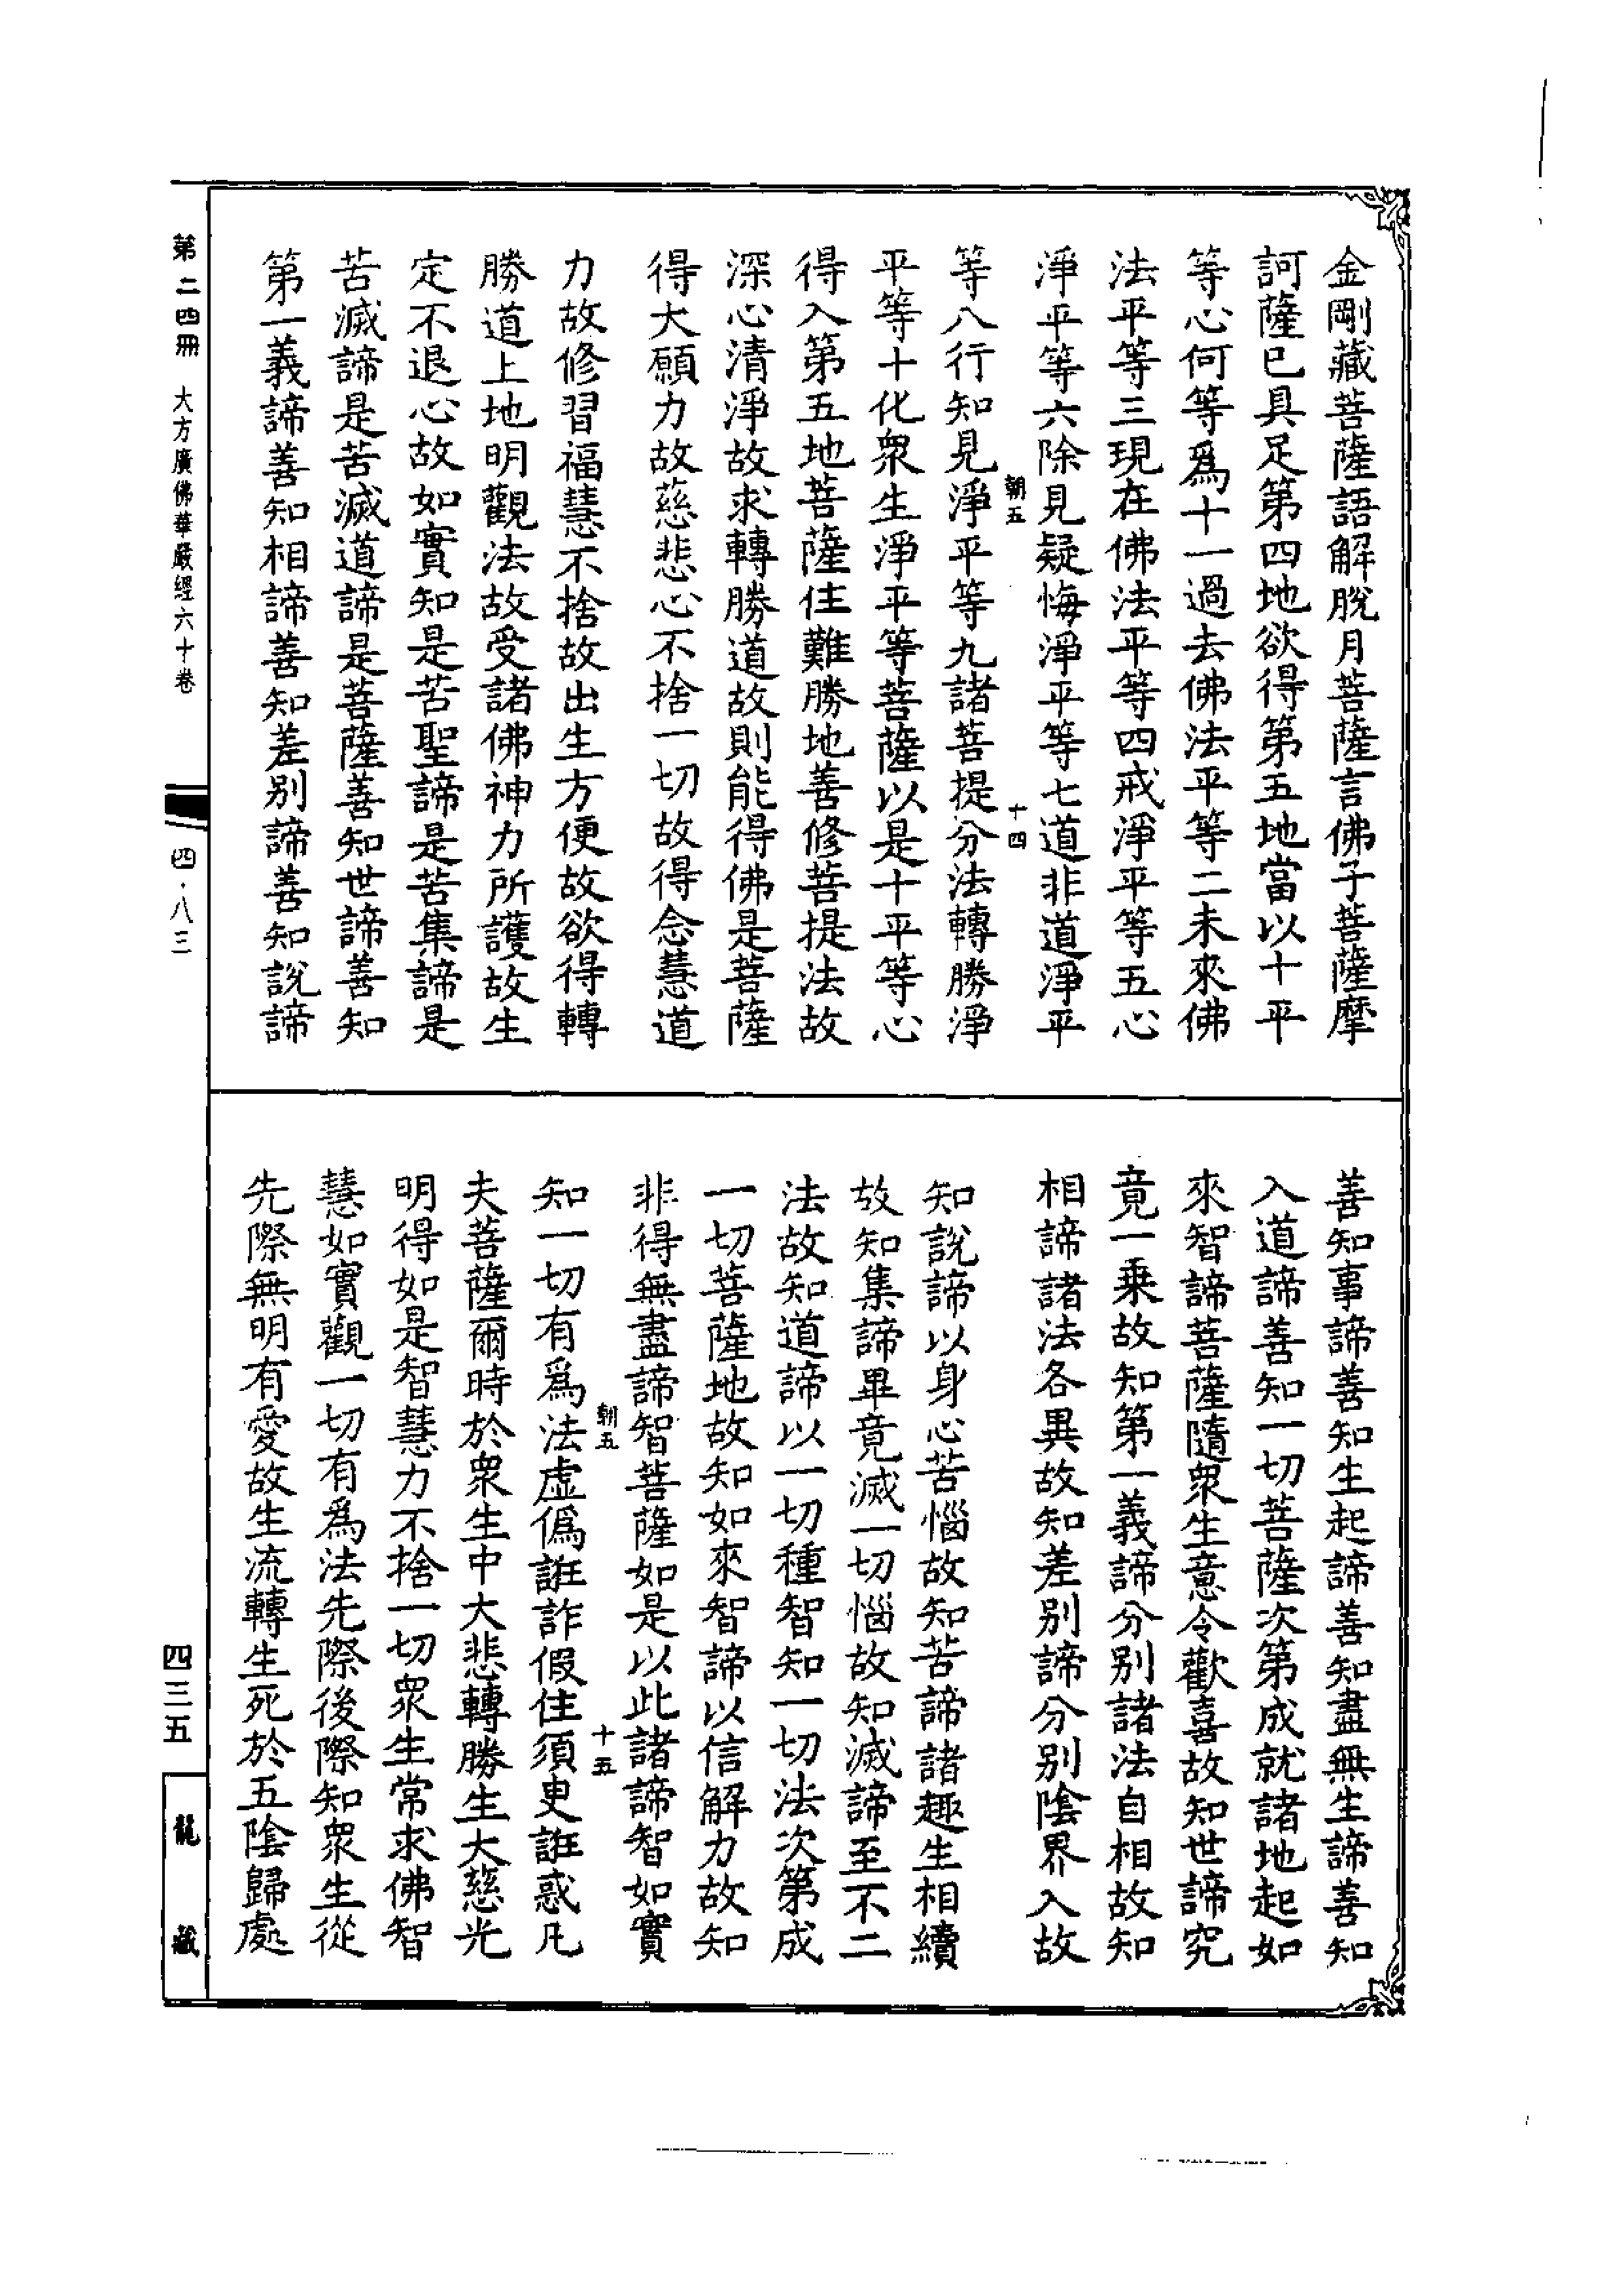 金剛藏菩薩語解脫月菩薩言佛子菩薩摩
訶薩已具足第四地欲得第五地當以十平
等心何等爲十一過去佛法平等二未來佛
法平等三現在佛法平等四戒淨平等五心
淨平等六除見疑悔淨平等七道非道淨平
朝五
十四
等八行知見淨平等九諸菩提分法轉勝淨
平等十化衆生淨平等菩薩以是十平等心
得入第五地菩薩住難勝地善修菩提法故
深心清淨故求轉勝道故則能得佛是菩薩
得大願力故慈悲心不捨一切故得念慧道
力故修習福慧不捨故出生方便故欲得轉
勝道上地明觀法故受諸佛神力所護故生
定不退心故如實知是苦聖諦是苦集諦是
苦滅諦是苦滅道諦是菩薩善知世諦善知
第一義諦善知相諦善知差別諦善知說諦
善知事諦善知生起諦善知盡無生諦善知
入道諦善知一切菩薩次第成就諸地起如
來智諦菩薩隨衆生意令歡喜故知世諦究
竟一乗故知第一義諦分別諸法自相故知
相諦諸法各異故知差別諦分別陰界入故
知說諦以身心苦惱故知苦諦諸趣生相續
故知集諦畢竟滅一切惱故知滅諦至不二
法故知道諦以一切種智知一切法次第成
一切菩薩地故知如來智諦以信解力故知
非得無盡諦智菩薩如是以此諸諦智如實
朝五
十五
知一切有爲法虛僞誑詐假住須臾誑惑凡
夫菩薩爾時於衆生中大悲轉勝生大慈光
明得如是智慧力不捨一切衆生常求佛智
慧如實觀一切有爲法先際後際知衆生從
先際無明有愛故生流轉生死於五陰歸處
第二四冊 大方廣佛華嚴經六十卷
四·八三
四三五
龍藏